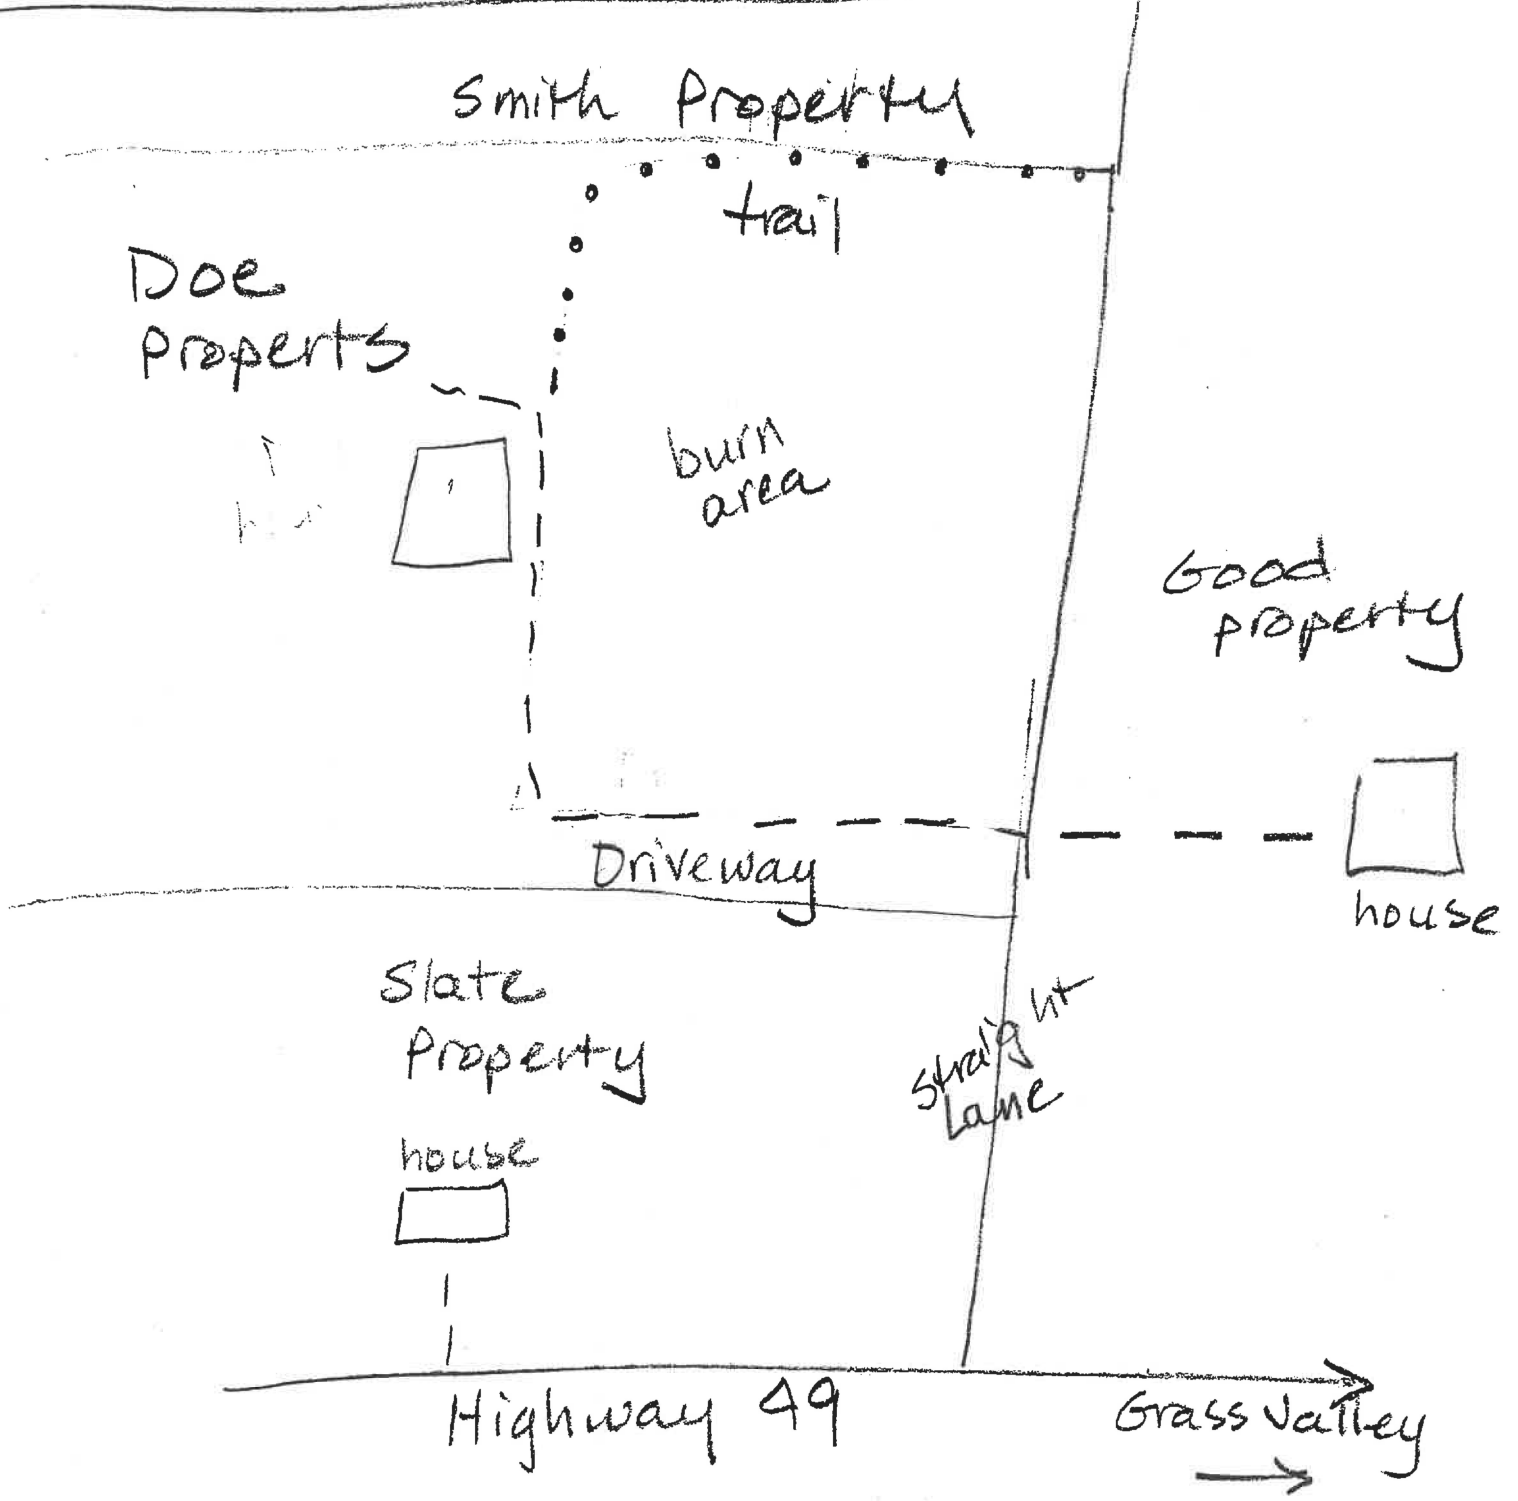 Smith Property
trail
Doe
Property
burn
area
Good
property
Driveway
house
Slate
Property
Straight
Lane
house
Highway 49
Grass Valley